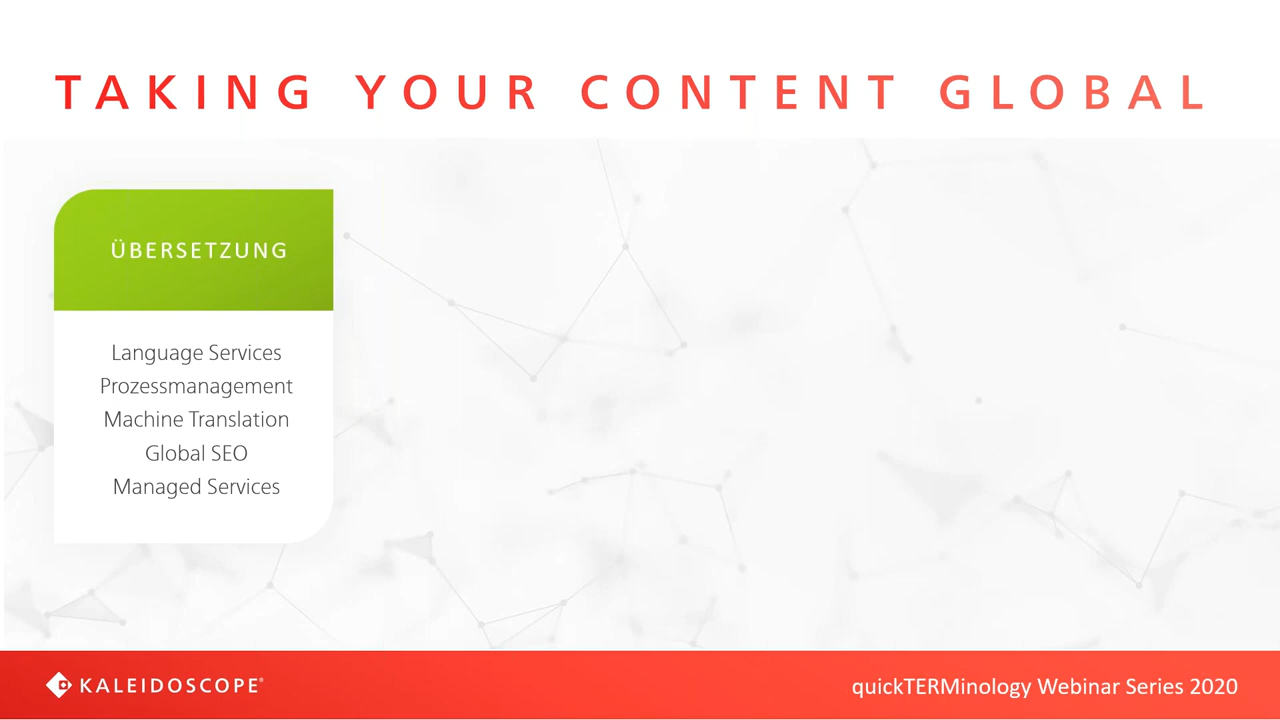 TAKING YOUR CONTENT GLOBAL
ÜBERSETZUNG
Language Services
Prozessmanagement
Machine Translation
Global SEO
Managed Services
KALEIDOSCOPE®
quickTERMinology Webinar Series 2020